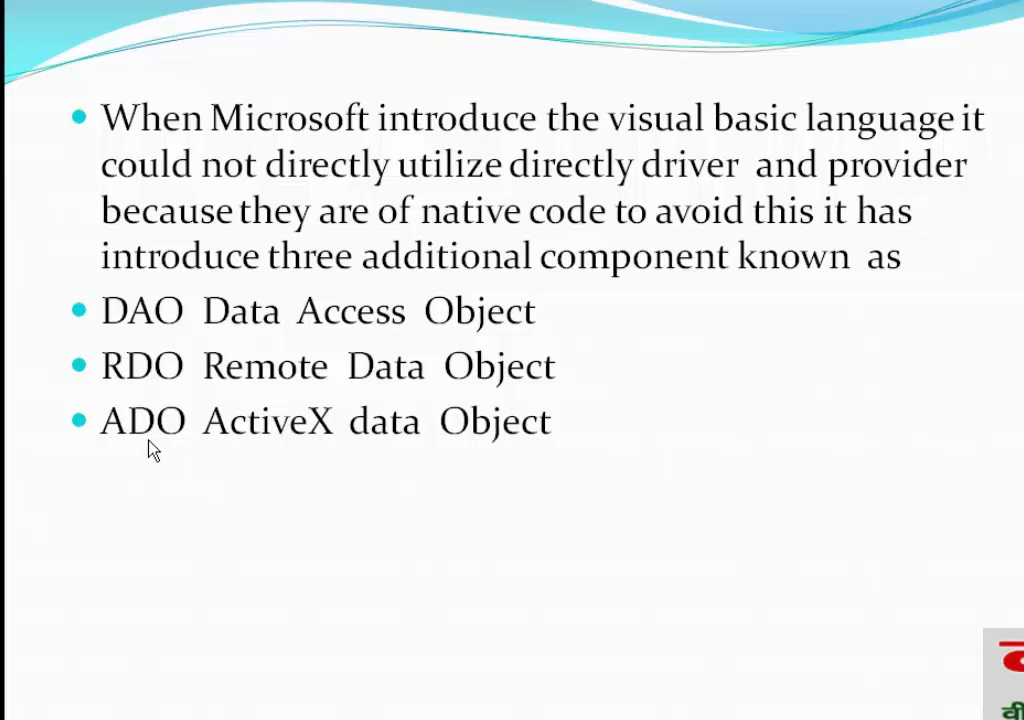 When Microsoft introduce the visual basic language it
could not directly utilize directly driver and provider
because they are of native code to avoid this it has
introduce three additional component known as
DAO Data Access Object
RDO Remote Data Object
ADO ActiveX data Object